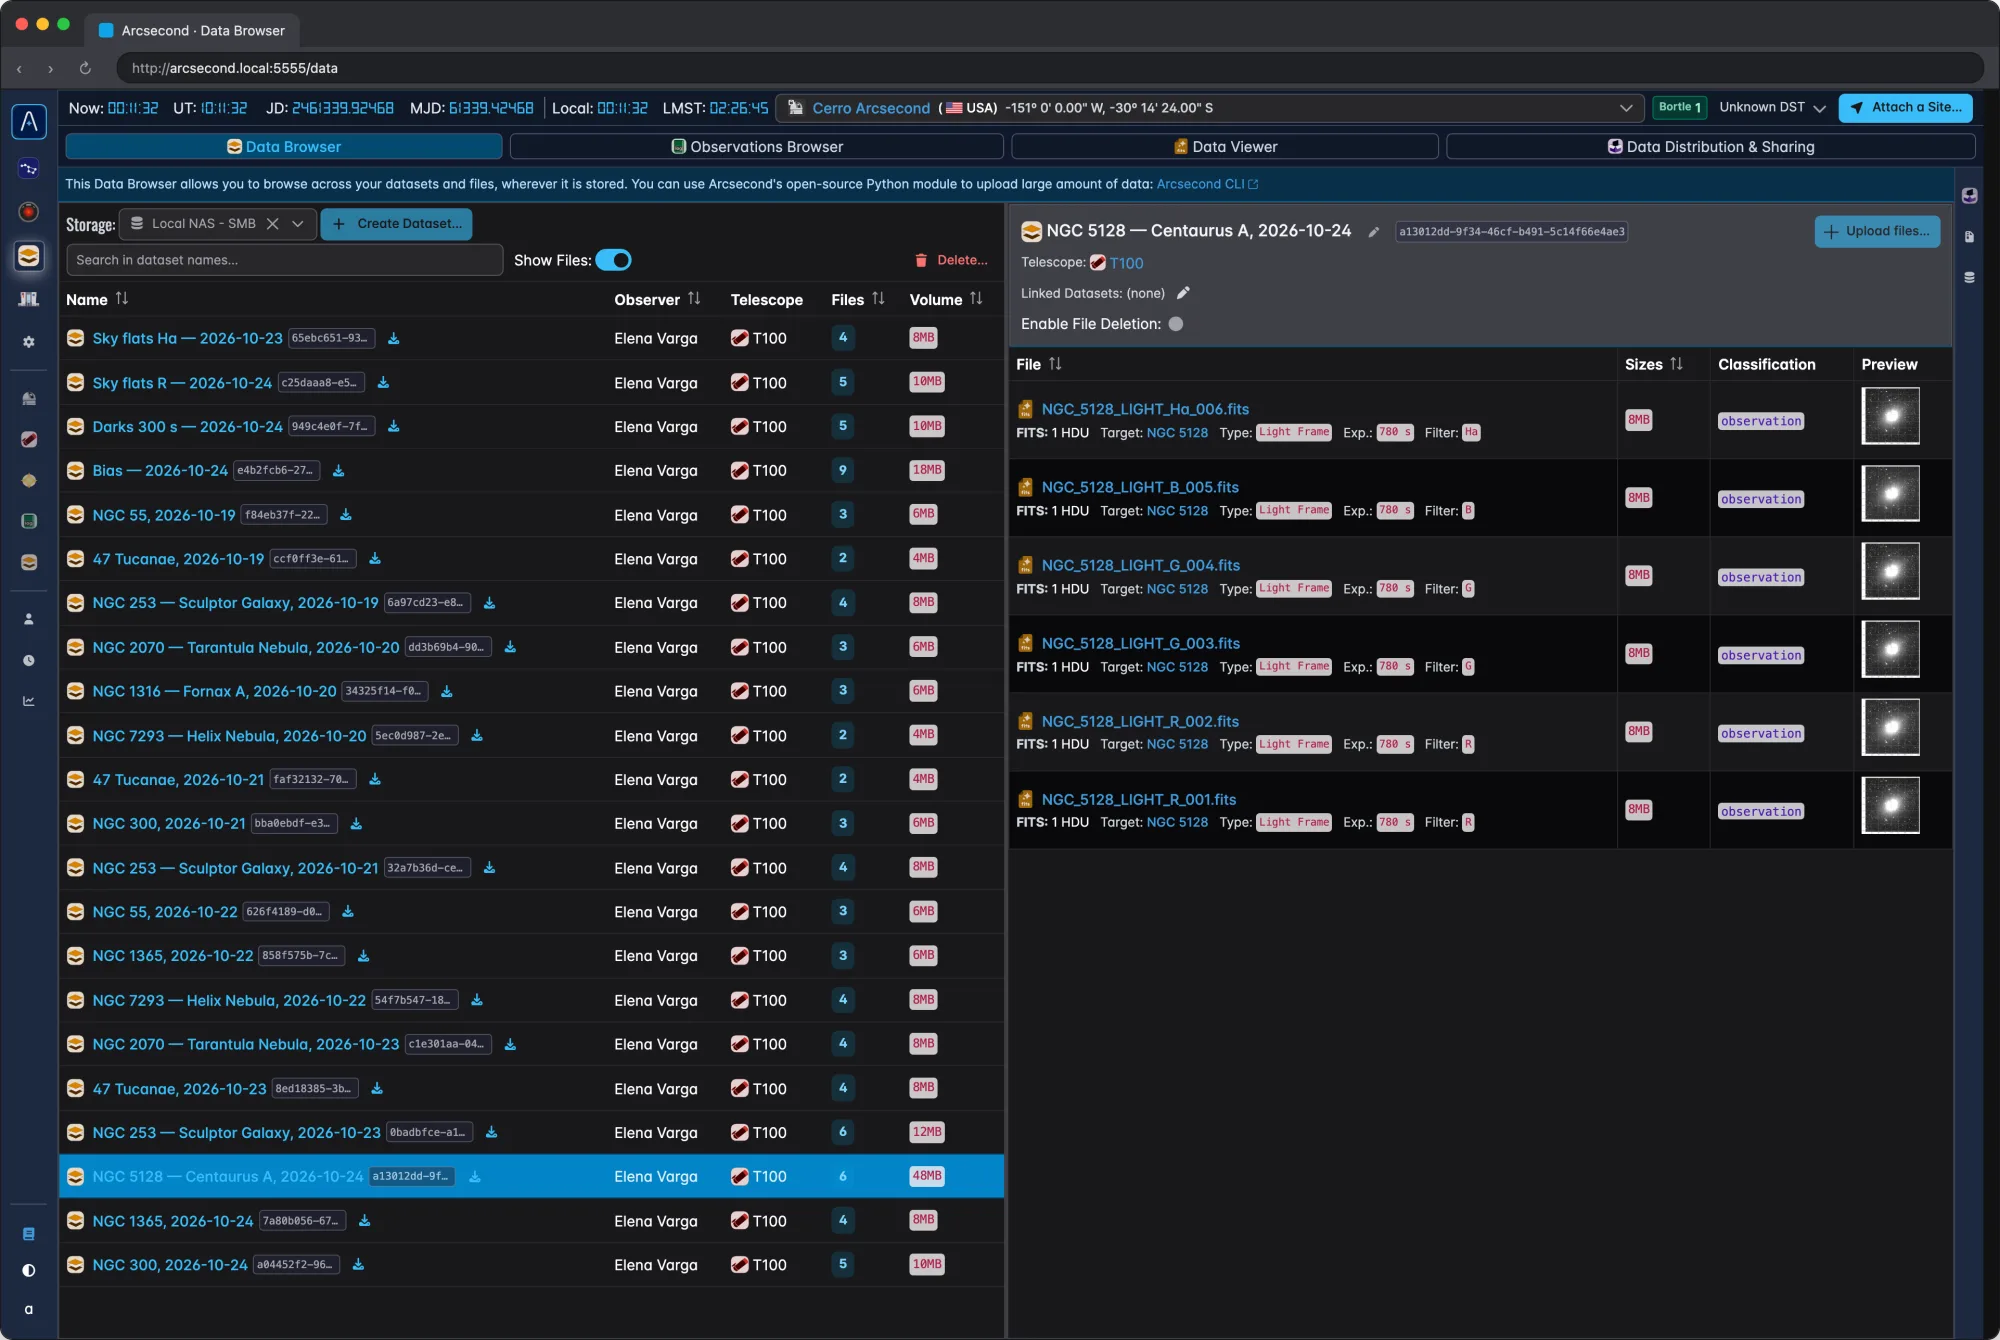 Arcsecond · Data Browser
http://arcsecond.local:5555/data
Now: 00:11:32 UT: 10:11:32 JD: 2461339.92468 MJD: 61339.42468 Local: 00:11:32 LMST: 02:26:45 Cerro Arcsecond ( USA) -151° 0' 0.00" W, -30° 14' 24.00" S Bortle 1 Unknown DST Attach a Site...
Data Browser Observations Browser Data Viewer Data Distribution & Sharing
This Data Browser allows you to browse across your datasets and files, wherever it is stored. You can use Arcsecond's open-source Python module to upload large amount of data: Arcsecond CLI
Storage: Local NAS - SMB Create Dataset...
Search in dataset names... Show Files: Delete...
Name Observer Telescope Files Volume
Sky flats Ha — 2026-10-23 65ebc651-93… Elena Varga T100 4 8MB
Sky flats R — 2026-10-24 c25daaa8-e5… Elena Varga T100 5 10MB
Darks 300 s — 2026-10-24 949c4e0f-7f… Elena Varga T100 5 10MB
Bias — 2026-10-24 e4b2fcb6-27… Elena Varga T100 9 18MB
NGC 55, 2026-10-19 f84eb37f-22… Elena Varga T100 3 6MB
47 Tucanae, 2026-10-19 ccf0ff3e-61… Elena Varga T100 2 4MB
NGC 253 — Sculptor Galaxy, 2026-10-19 6a97cd23-e8… Elena Varga T100 4 8MB
NGC 2070 — Tarantula Nebula, 2026-10-20 dd3b69b4-90… Elena Varga T100 3 6MB
NGC 1316 — Fornax A, 2026-10-20 34325f14-f0… Elena Varga T100 3 6MB
NGC 7293 — Helix Nebula, 2026-10-20 5ec0d987-2e… Elena Varga T100 2 4MB
47 Tucanae, 2026-10-21 faf32132-70… Elena Varga T100 2 4MB
NGC 300, 2026-10-21 bba0ebdf-e3… Elena Varga T100 3 6MB
NGC 253 — Sculptor Galaxy, 2026-10-21 32a7b36d-ce… Elena Varga T100 4 8MB
NGC 55, 2026-10-22 626f4189-d0… Elena Varga T100 3 6MB
NGC 1365, 2026-10-22 858f575b-7c… Elena Varga T100 3 6MB
NGC 7293 — Helix Nebula, 2026-10-22 54f7b547-18… Elena Varga T100 4 8MB
NGC 2070 — Tarantula Nebula, 2026-10-23 c1e301aa-04… Elena Varga T100 4 8MB
47 Tucanae, 2026-10-23 8ed18385-3b… Elena Varga T100 4 8MB
NGC 253 — Sculptor Galaxy, 2026-10-23 0badbfce-a1… Elena Varga T100 6 12MB
NGC 5128 — Centaurus A, 2026-10-24 a13012dd-9f… Elena Varga T100 6 48MB
NGC 1365, 2026-10-24 7a80b056-67… Elena Varga T100 4 8MB
NGC 300, 2026-10-24 a04452f2-96… Elena Varga T100 5 10MB
NGC 5128 — Centaurus A, 2026-10-24 a13012dd-9f34-46cf-b491-5c14f66e4ae3 Upload files...
Telescope: T100
Linked Datasets: (none)
Enable File Deletion:
File Sizes Classification Preview
NGC_5128_LIGHT_Ha_006.fits
FITS: 1 HDU Target: NGC 5128 Type: Light Frame Exp.: 780 s Filter: Ha 8MB observation
NGC_5128_LIGHT_B_005.fits
FITS: 1 HDU Target: NGC 5128 Type: Light Frame Exp.: 780 s Filter: B 8MB observation
NGC_5128_LIGHT_G_004.fits
FITS: 1 HDU Target: NGC 5128 Type: Light Frame Exp.: 780 s Filter: G 8MB observation
NGC_5128_LIGHT_G_003.fits
FITS: 1 HDU Target: NGC 5128 Type: Light Frame Exp.: 780 s Filter: G 8MB observation
NGC_5128_LIGHT_R_002.fits
FITS: 1 HDU Target: NGC 5128 Type: Light Frame Exp.: 780 s Filter: R 8MB observation
NGC_5128_LIGHT_R_001.fits
FITS: 1 HDU Target: NGC 5128 Type: Light Frame Exp.: 780 s Filter: R 8MB observation
a